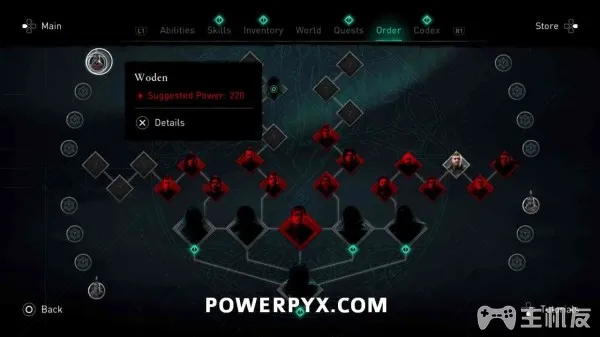 Main
L1
Abilities
Skills
Inventory
World
Quests
Order
Codex
R1
Store
Woden
Suggested Power: 220
Details
Back
POWERPYX.COM
Tutorials
主机友